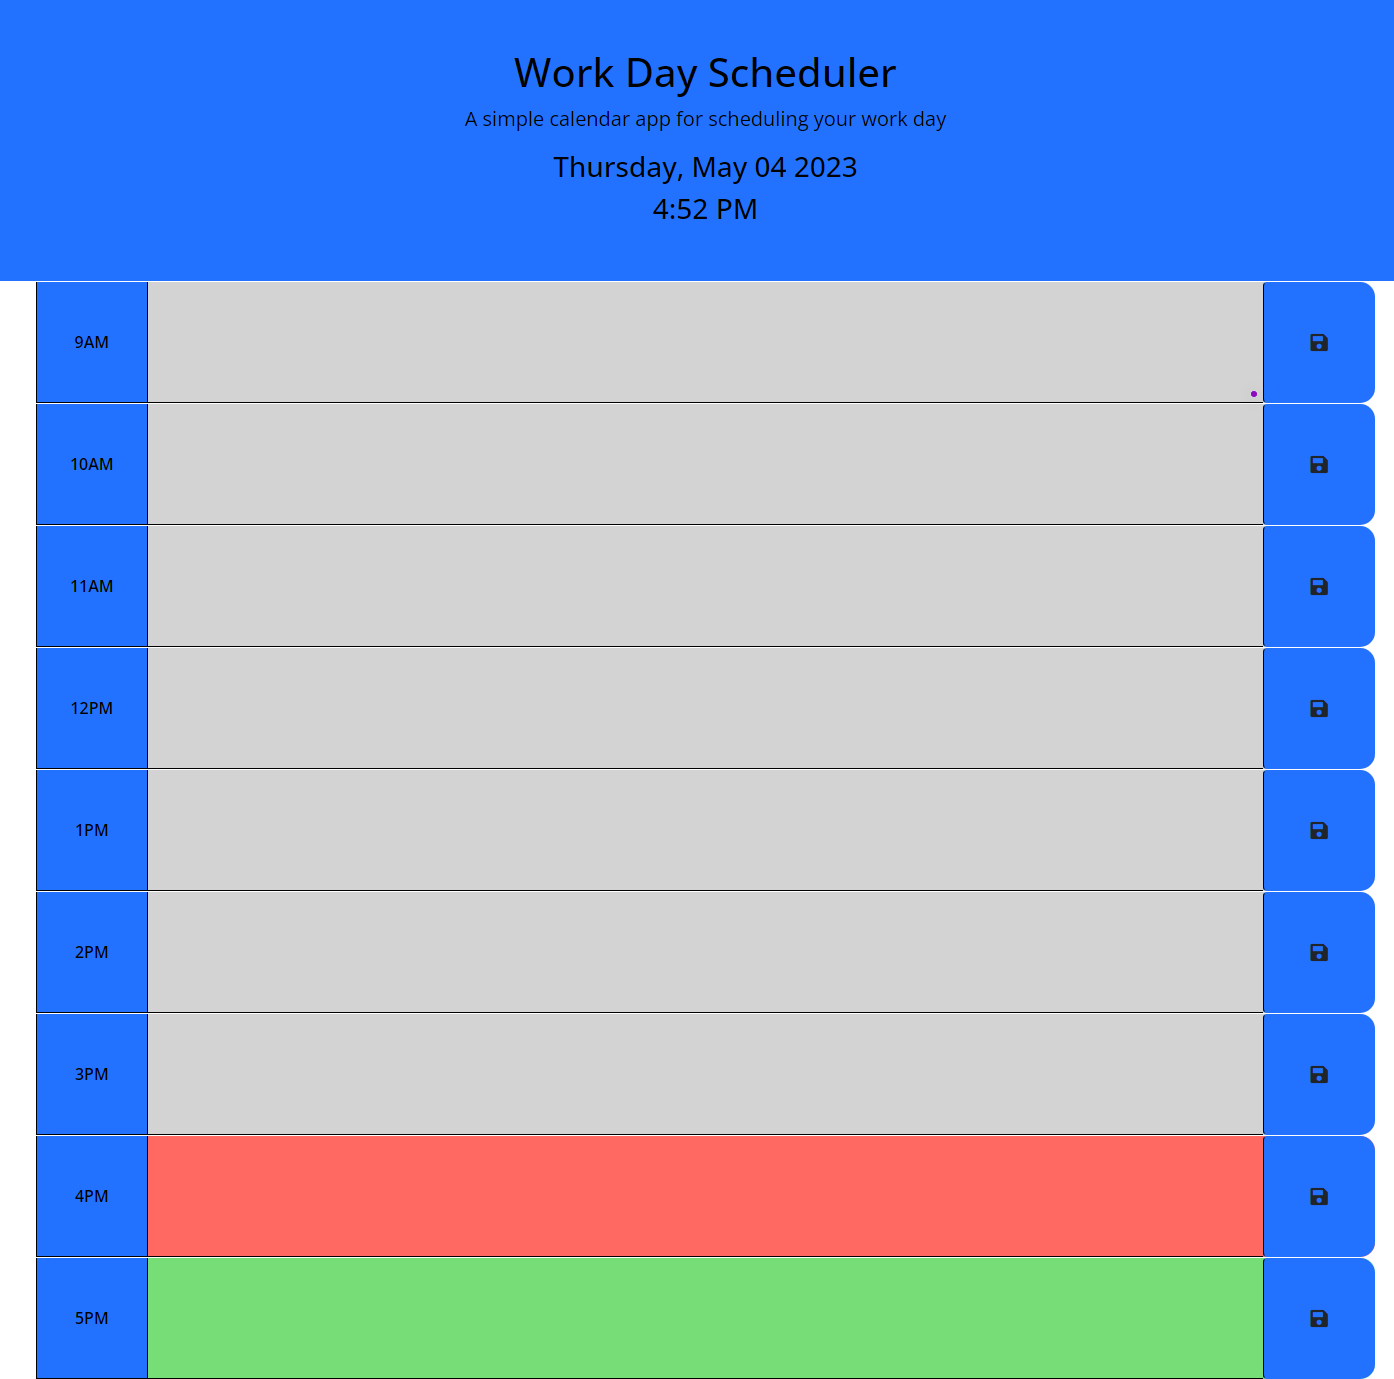 Work Day Scheduler
A simple calendar app for scheduling your work day
Thursday, May 04 2023
4:52 PM
9AM
10AM
11AM
12PM
1PM
2PM
3PM
4PM
5PM